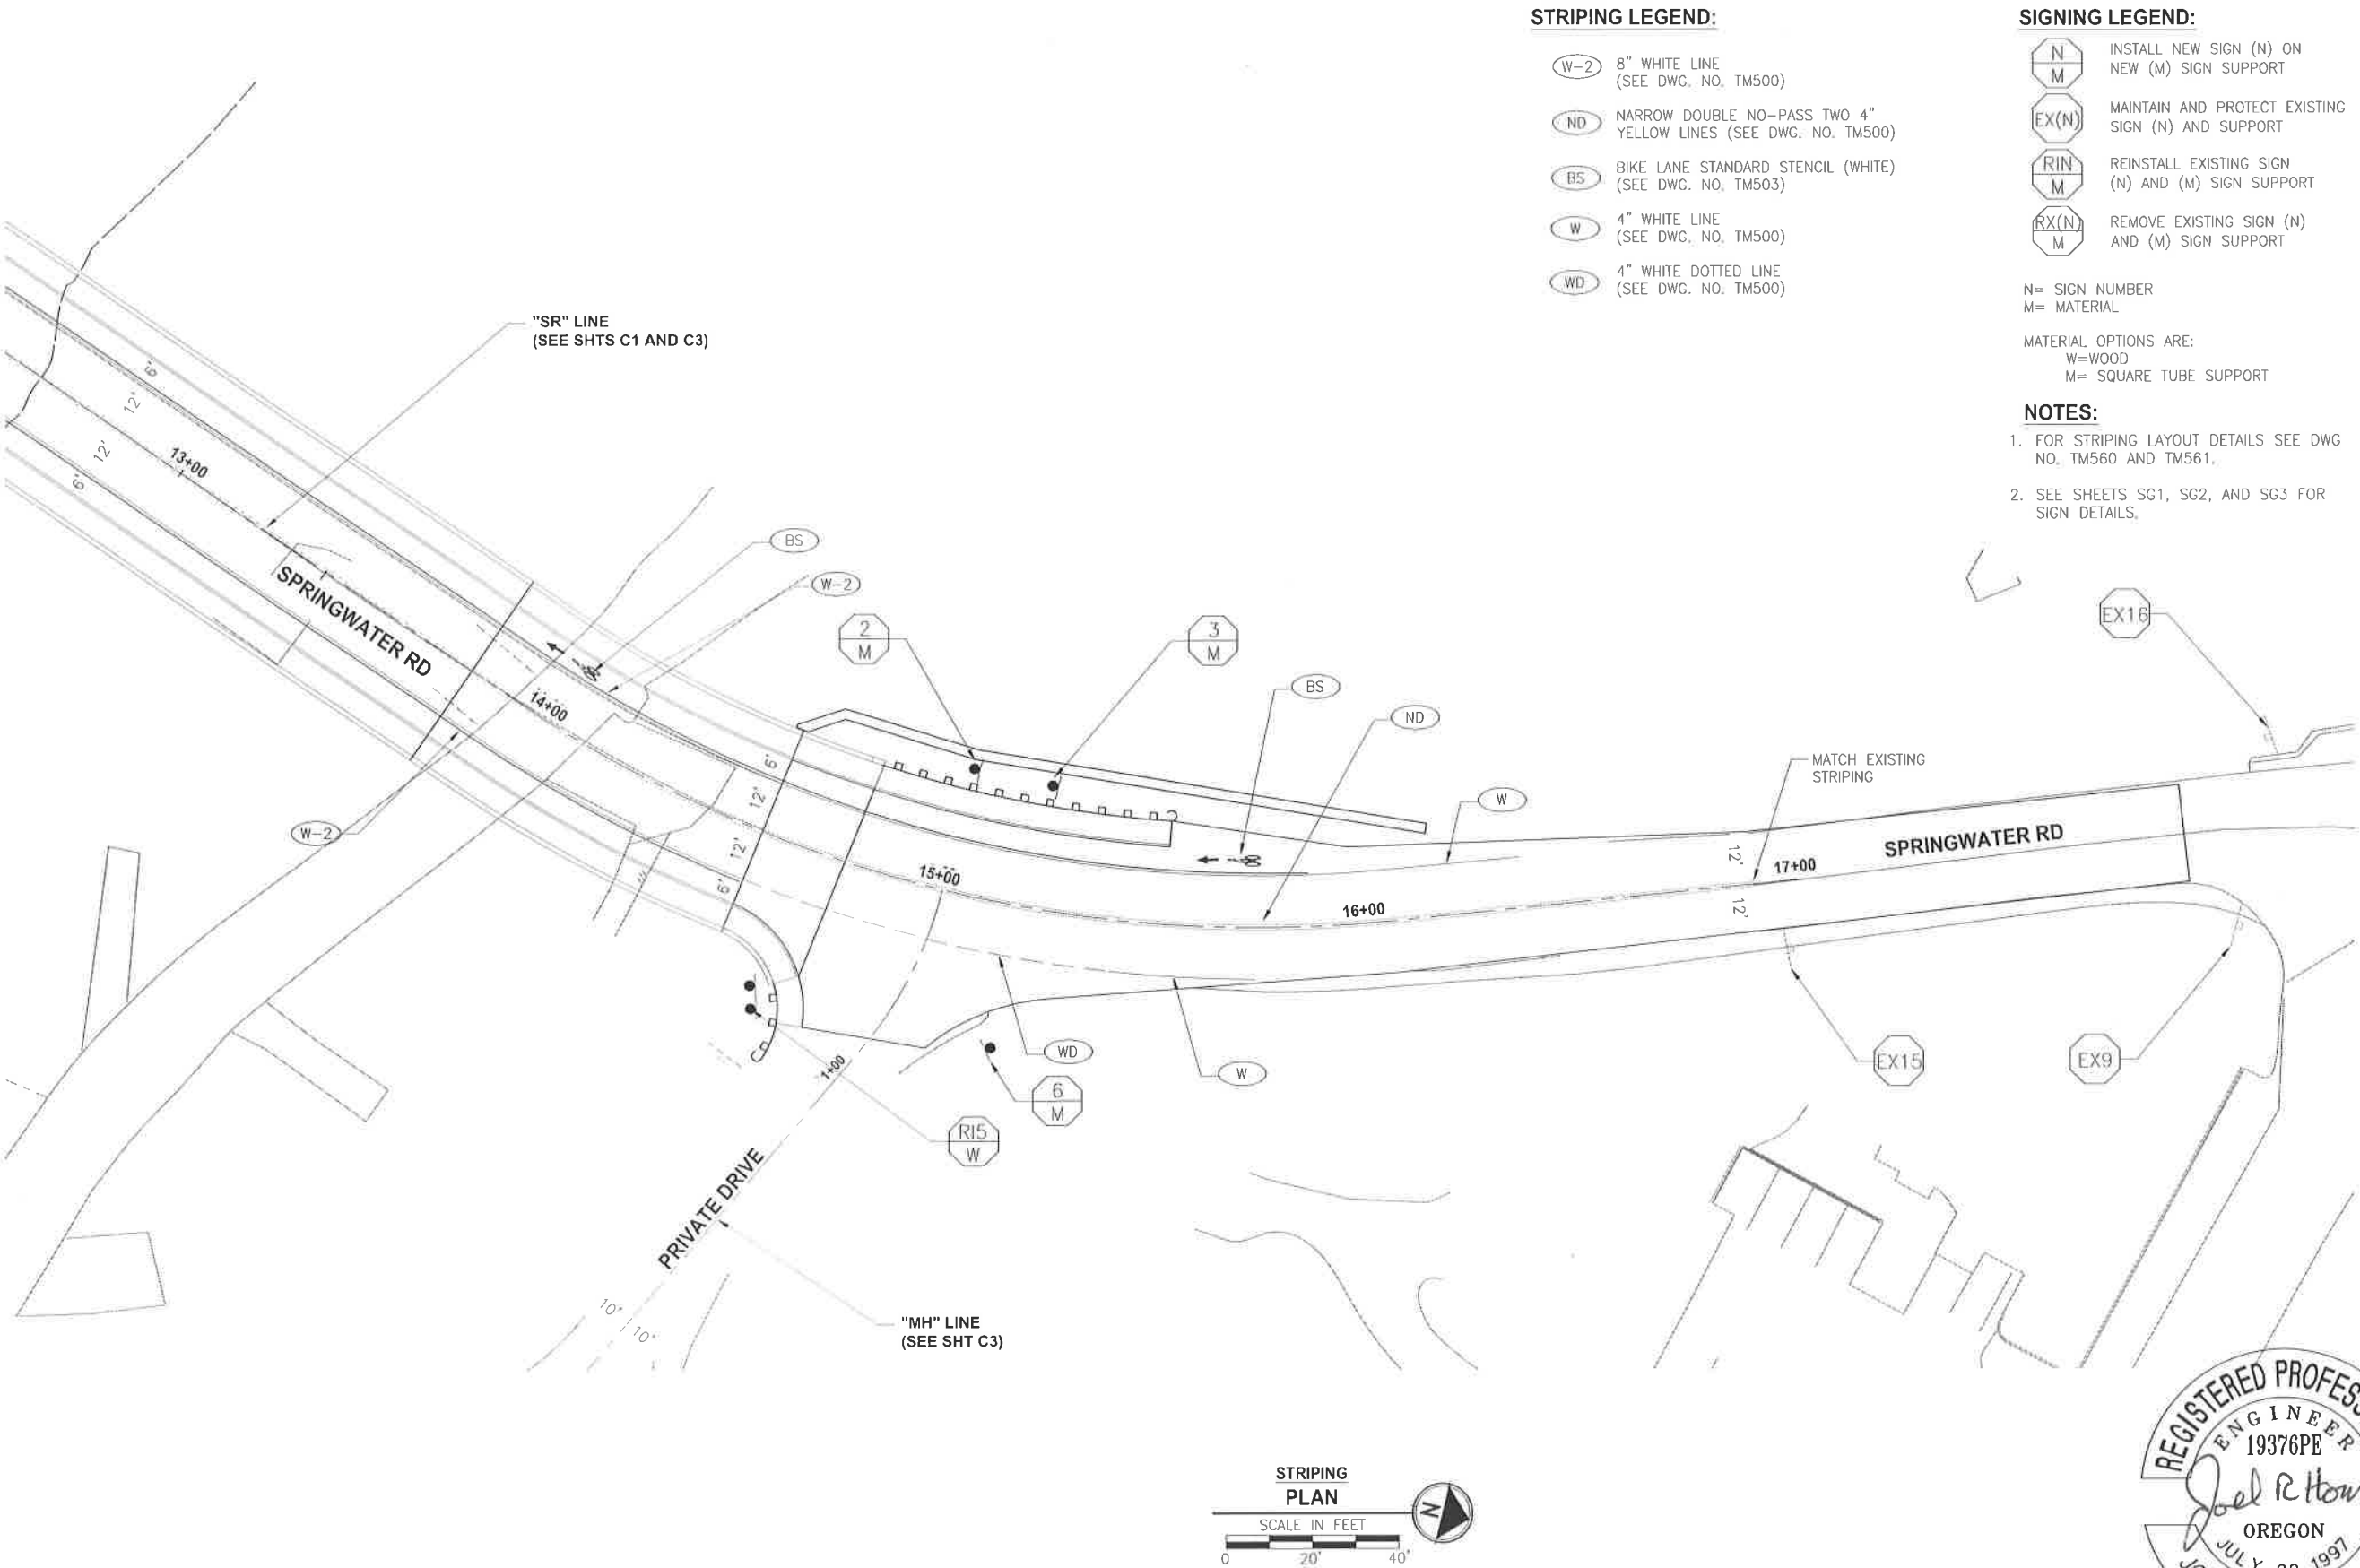 STRIPING LEGEND:
W-2
8" WHITE LINE
(SEE DWG. NO. TM500)
ND
NARROW DOUBLE NO-PASS TWO 4"
YELLOW LINES (SEE DWG. NO. TM500)
BS
BIKE LANE STANDARD STENCIL (WHITE)
(SEE DWG. NO. TM503)
W
4" WHITE LINE
(SEE DWG. NO. TM500)
WD
4" WHITE DOTTED LINE
(SEE DWG. NO. TM500)
SIGNING LEGEND:
N
M
INSTALL NEW SIGN (N) ON
NEW (M) SIGN SUPPORT
EX(N)
MAINTAIN AND PROTECT EXISTING
SIGN (N) AND SUPPORT
RIN
M
REINSTALL EXISTING SIGN
(N) AND (M) SIGN SUPPORT
RX(N)
M
REMOVE EXISTING SIGN (N)
AND (M) SIGN SUPPORT
N= SIGN NUMBER
M= MATERIAL
MATERIAL OPTIONS ARE:
W=WOOD
M= SQUARE TUBE SUPPORT
NOTES:
1. FOR STRIPING LAYOUT DETAILS SEE DWG
NO. TM560 AND TM561.
2. SEE SHEETS SG1, SG2, AND SG3 FOR
SIGN DETAILS.
"SR" LINE
(SEE SHTS C1 AND C3)
6'
12'
12'
6'
13+00
SPRINGWATER RD
BS
W-2
14+00
W-2
2
M
3
M
BS
ND
EX16
MATCH EXISTING
STRIPING
W
6'
12'
12'
6'
15+00
16+00
12'
12'
17+00
SPRINGWATER RD
WD
W
6
M
RI5
W
EX15
EX9
1+00
PRIVATE DRIVE
10'
10'
"MH" LINE
(SEE SHT C3)
STRIPING
PLAN
SCALE IN FEET
0
20'
40'
N
REGISTERED PROFESS
ENGINEER
19376PE
Joel R How
OREGON
JULY
1997